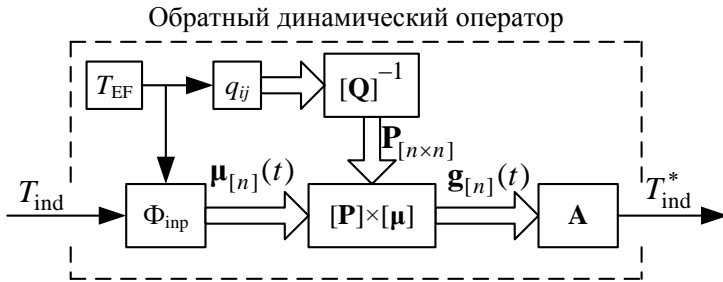 Обратный динамический оператор
T_EF
q_ij
[Q]^−1
P_[n×n]
T_ind
μ_[n](t)
g_[n](t)
T*_ind
Φ_inp
[P]×[μ]
A